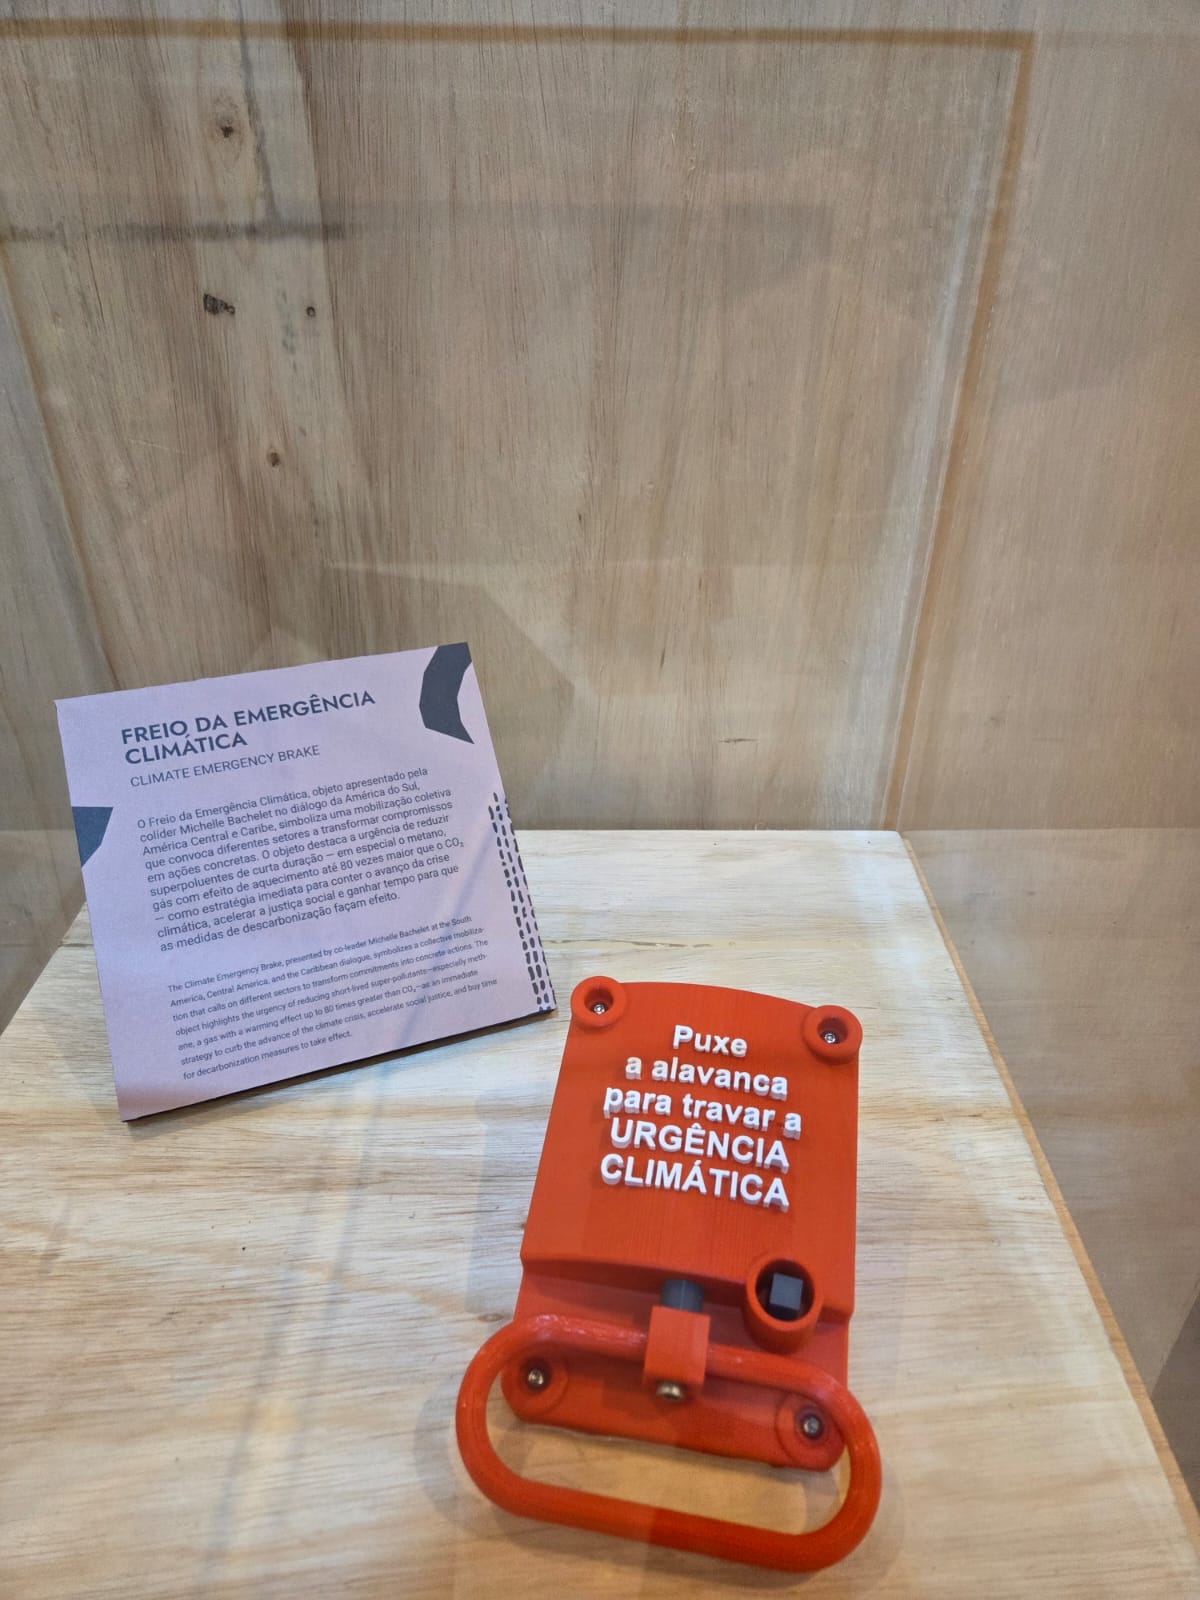 FREIO DA EMERGÊNCIA
CLIMÁTICA
CLIMATE EMERGENCY BRAKE
O Freio da Emergência Climática, objeto apresentado pela
colíder Michelle Bachelet no diálogo da América do Sul,
América Central e Caribe, simboliza uma mobilização coletiva
que convoca diferentes setores a transformar compromissos
em ações concretas. O objeto destaca a urgência de reduzir
superpoluentes de curta duração — em especial o metano,
gás com efeito de aquecimento até 80 vezes maior que o CO₂
— como estratégia imediata para conter o avanço da crise
climática, acelerar a justiça social e ganhar tempo para que
as medidas de descarbonização façam efeito.
The Climate Emergency Brake, presented by co-leader Michelle Bachelet at the South
America, Central America, and the Caribbean dialogue, symbolizes a collective mobiliza-
tion that calls on different sectors to transform commitments into concrete actions. The
object highlights the urgency of reducing short-lived super-pollutants—especially meth-
ane, a gas with a warming effect up to 80 times greater than CO₂—as an immediate
strategy to curb the advance of the climate crisis, accelerate social justice, and buy time
for decarbonization measures to take effect.
Puxe
a alavanca
para travar a
URGÊNCIA
CLIMÁTICA